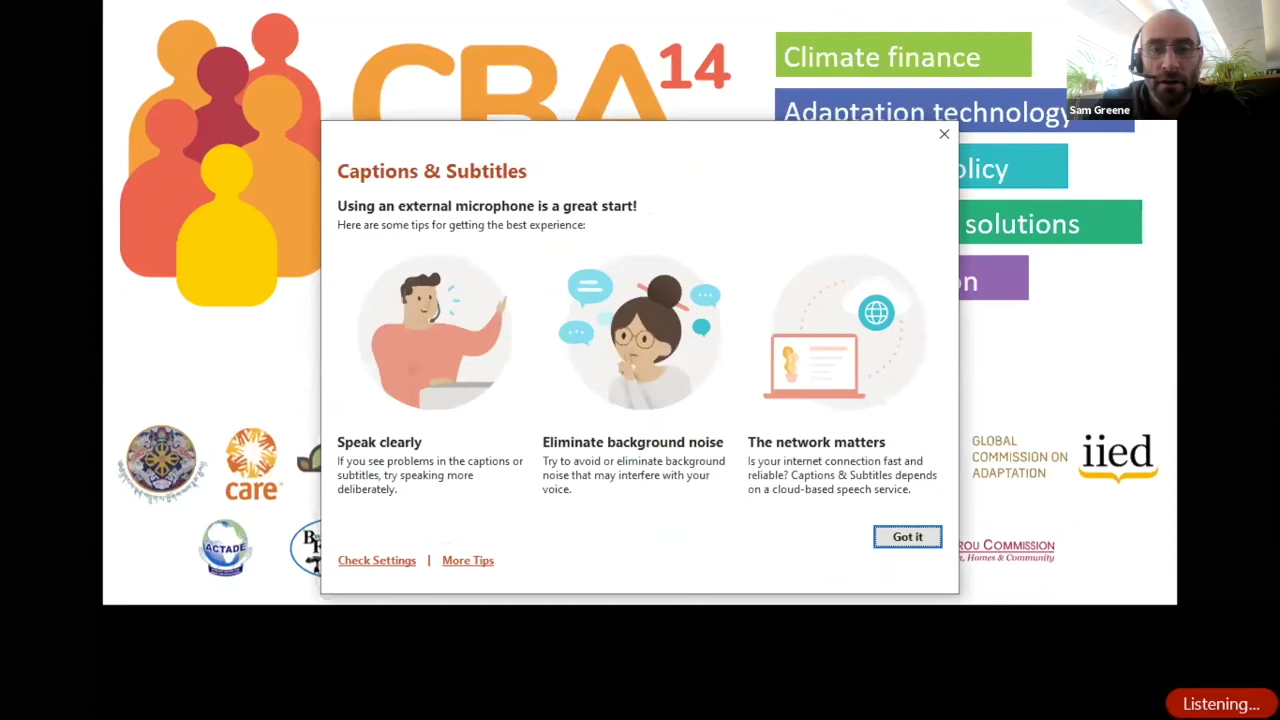 CBA14
Climate finance
Adaptation technology
Sam Greene
olicy
solutions
on
Captions & Subtitles
Using an external microphone is a great start!
Here are some tips for getting the best experience:
Speak clearly
If you see problems in the captions or
subtitles, try speaking more
deliberately.
Eliminate background noise
Try to avoid or eliminate background
noise that may interfere with your
voice.
The network matters
Is your internet connection fast and
reliable? Captions & Subtitles depends
on a cloud-based speech service.
Got it
Check Settings | More Tips
care
GLOBAL
COMMISSION ON
ADAPTATION
iied
ACTADE
ROU COMMISSION
n, Homes & Community
Listening...